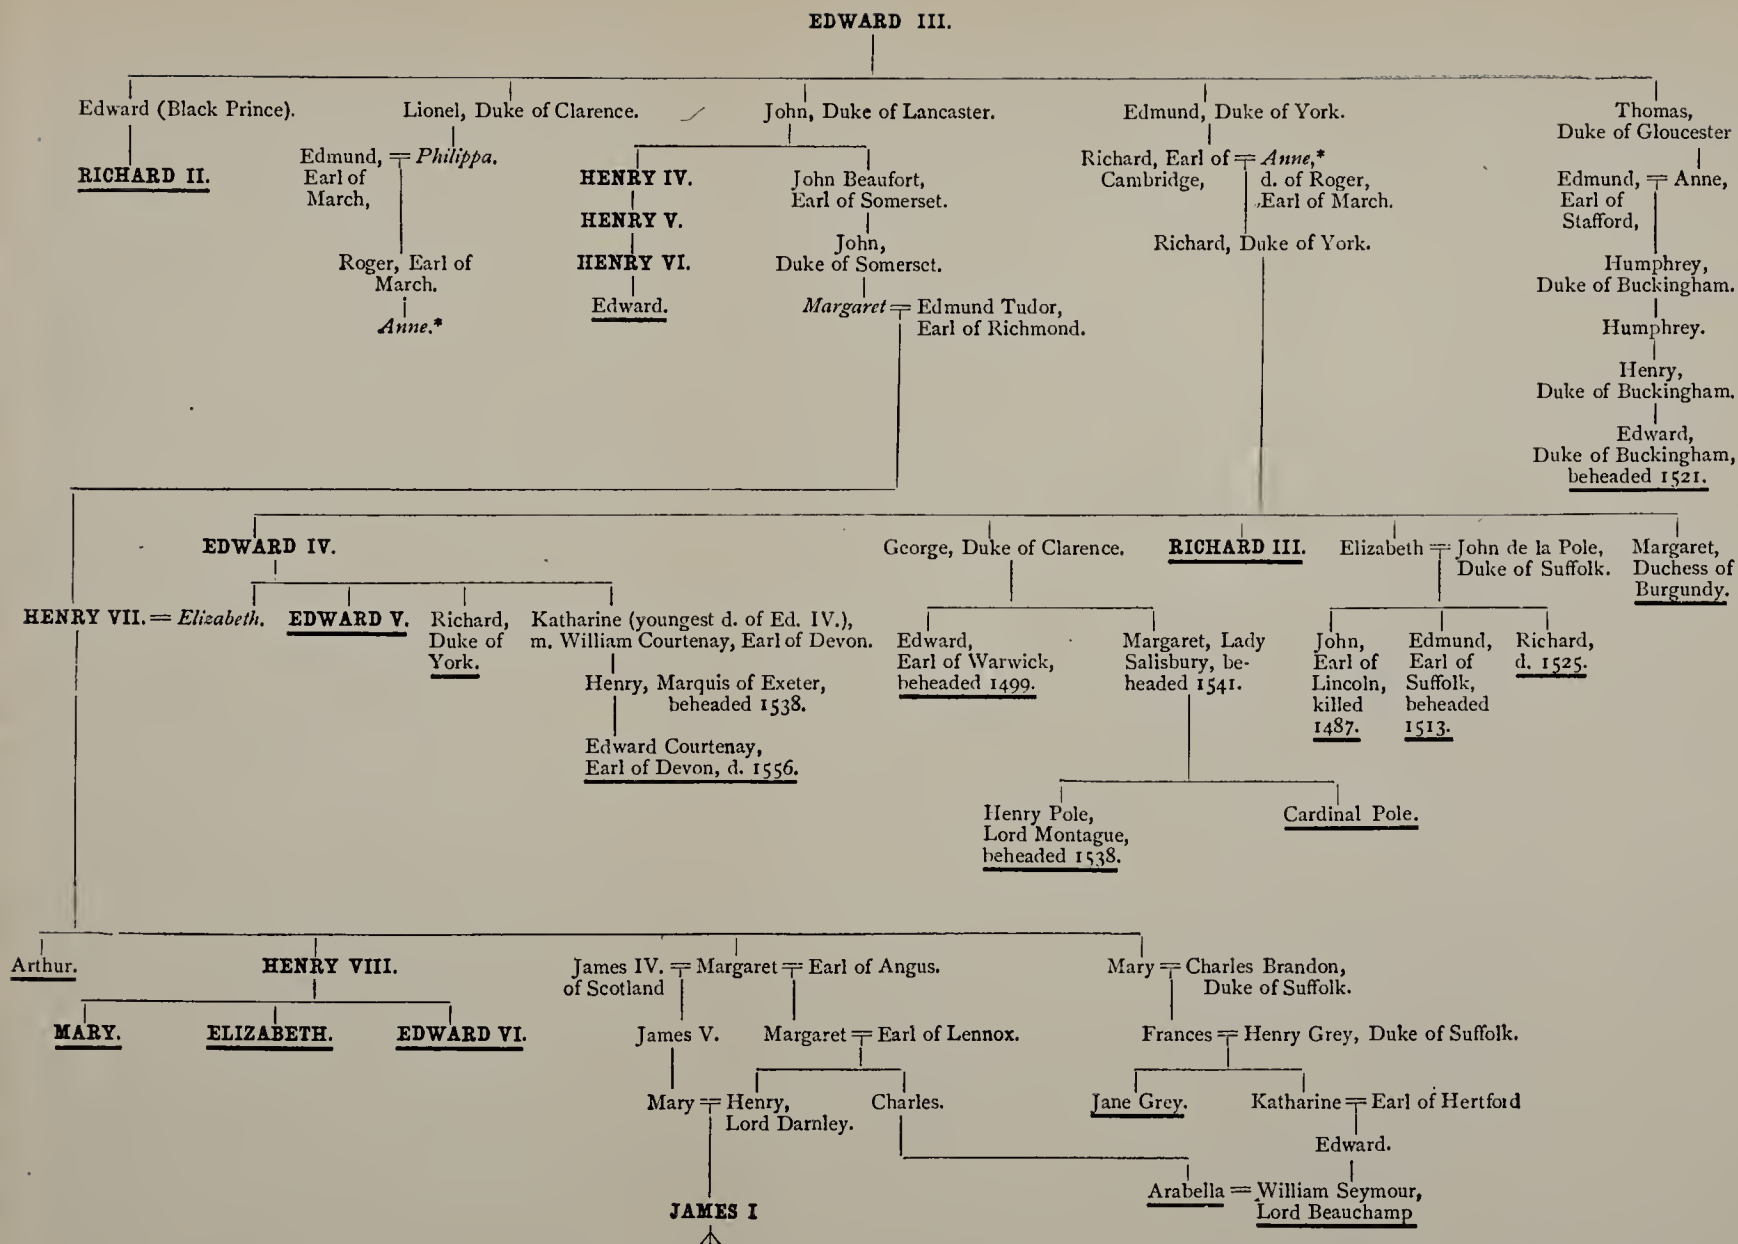 EDWARD III.
Edward (Black Prince).
Lionel, Duke of Clarence.
John, Duke of Lancaster.
Edmund, Duke of York.
Thomas,
Duke of Gloucester
RICHARD II.
Edmund, = Philippa.
Earl of
March,
HENRY IV.
John Beaufort,
Earl of Somerset.
Richard, Earl of = Anne,*
Cambridge, d. of Roger,
Earl of March.
Edmund, = Anne,
Earl of
Stafford,
HENRY V.
John,
Duke of Somerset.
Richard, Duke of York.
Roger, Earl of
March.
HENRY VI.
Humphrey,
Duke of Buckingham.
Anne.*
Edward.
Margaret = Edmund Tudor,
Earl of Richmond.
Humphrey.
Henry,
Duke of Buckingham.
Edward,
Duke of Buckingham,
beheaded 1521.
EDWARD IV.
George, Duke of Clarence.
RICHARD III.
Elizabeth = John de la Pole,
Duke of Suffolk.
Margaret,
Duchess of
Burgundy.
HENRY VII. = Elizabeth.
EDWARD V.
Richard,
Duke of
York.
Katharine (youngest d. of Ed. IV.),
m. William Courtenay, Earl of Devon.
Henry, Marquis of Exeter,
beheaded 1538.
Edward Courtenay,
Earl of Devon, d. 1556.
Edward,
Earl of Warwick,
beheaded 1499.
Margaret, Lady
Salisbury, be-
headed 1541.
John,
Earl of
Lincoln,
killed
1487.
Edmund,
Earl of
Suffolk,
beheaded
1513.
Richard,
d. 1525.
Henry Pole,
Lord Montague,
beheaded 1538.
Cardinal Pole.
Arthur.
HENRY VIII.
James IV. = Margaret = Earl of Angus.
of Scotland
Mary = Charles Brandon,
Duke of Suffolk.
MARY.
ELIZABETH.
EDWARD VI.
James V.
Margaret = Earl of Lennox.
Frances = Henry Grey, Duke of Suffolk.
Mary = Henry,
Lord Darnley.
Charles.
Jane Grey.
Katharine = Earl of Hertford
Edward.
Arabella = William Seymour,
Lord Beauchamp
JAMES I